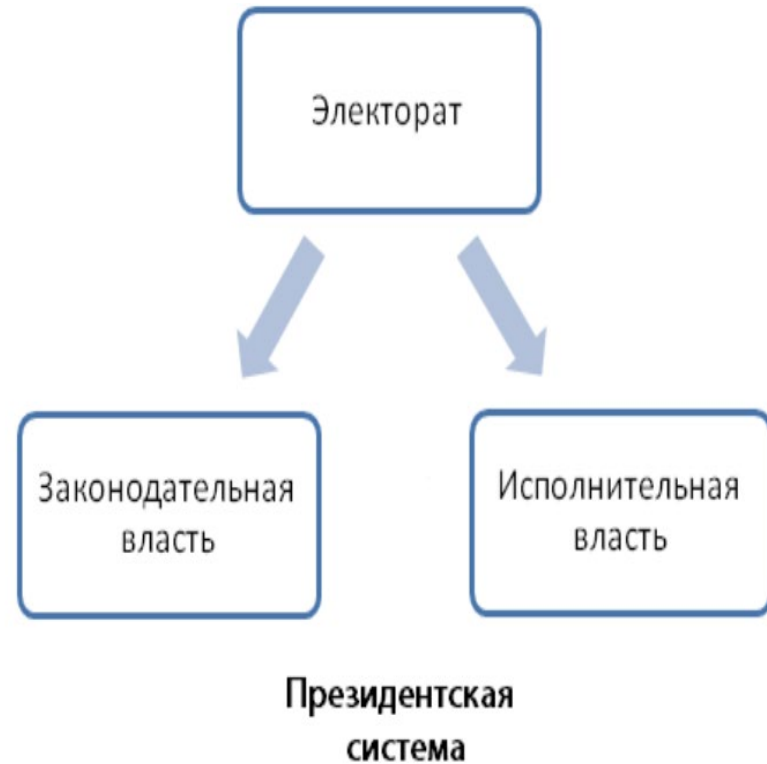 Электорат
Законодательная
власть
Исполнительная
власть
Президентская
система